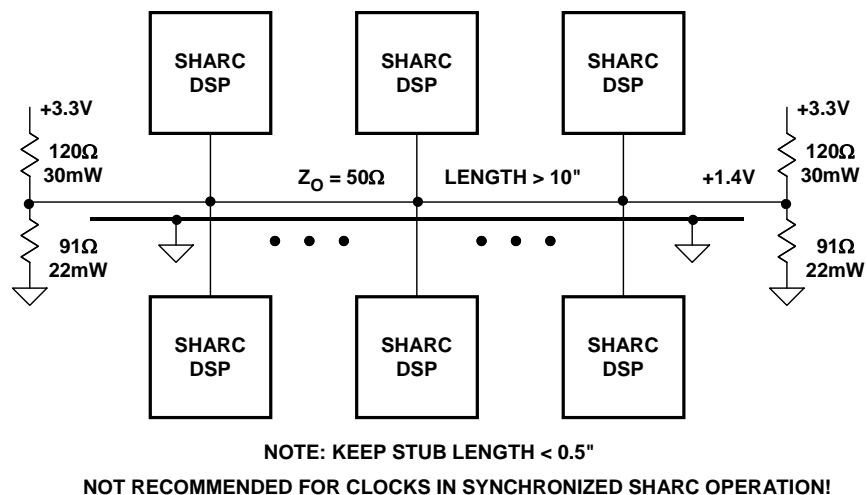 SHARC
DSP
SHARC
DSP
SHARC
DSP
+3.3V
+3.3V
120Ω
30mW
120Ω
30mW
Z_O = 50Ω
LENGTH > 10"
+1.4V
91Ω
22mW
91Ω
22mW
SHARC
DSP
SHARC
DSP
SHARC
DSP
NOTE: KEEP STUB LENGTH < 0.5"
NOT RECOMMENDED FOR CLOCKS IN SYNCHRONIZED SHARC OPERATION!